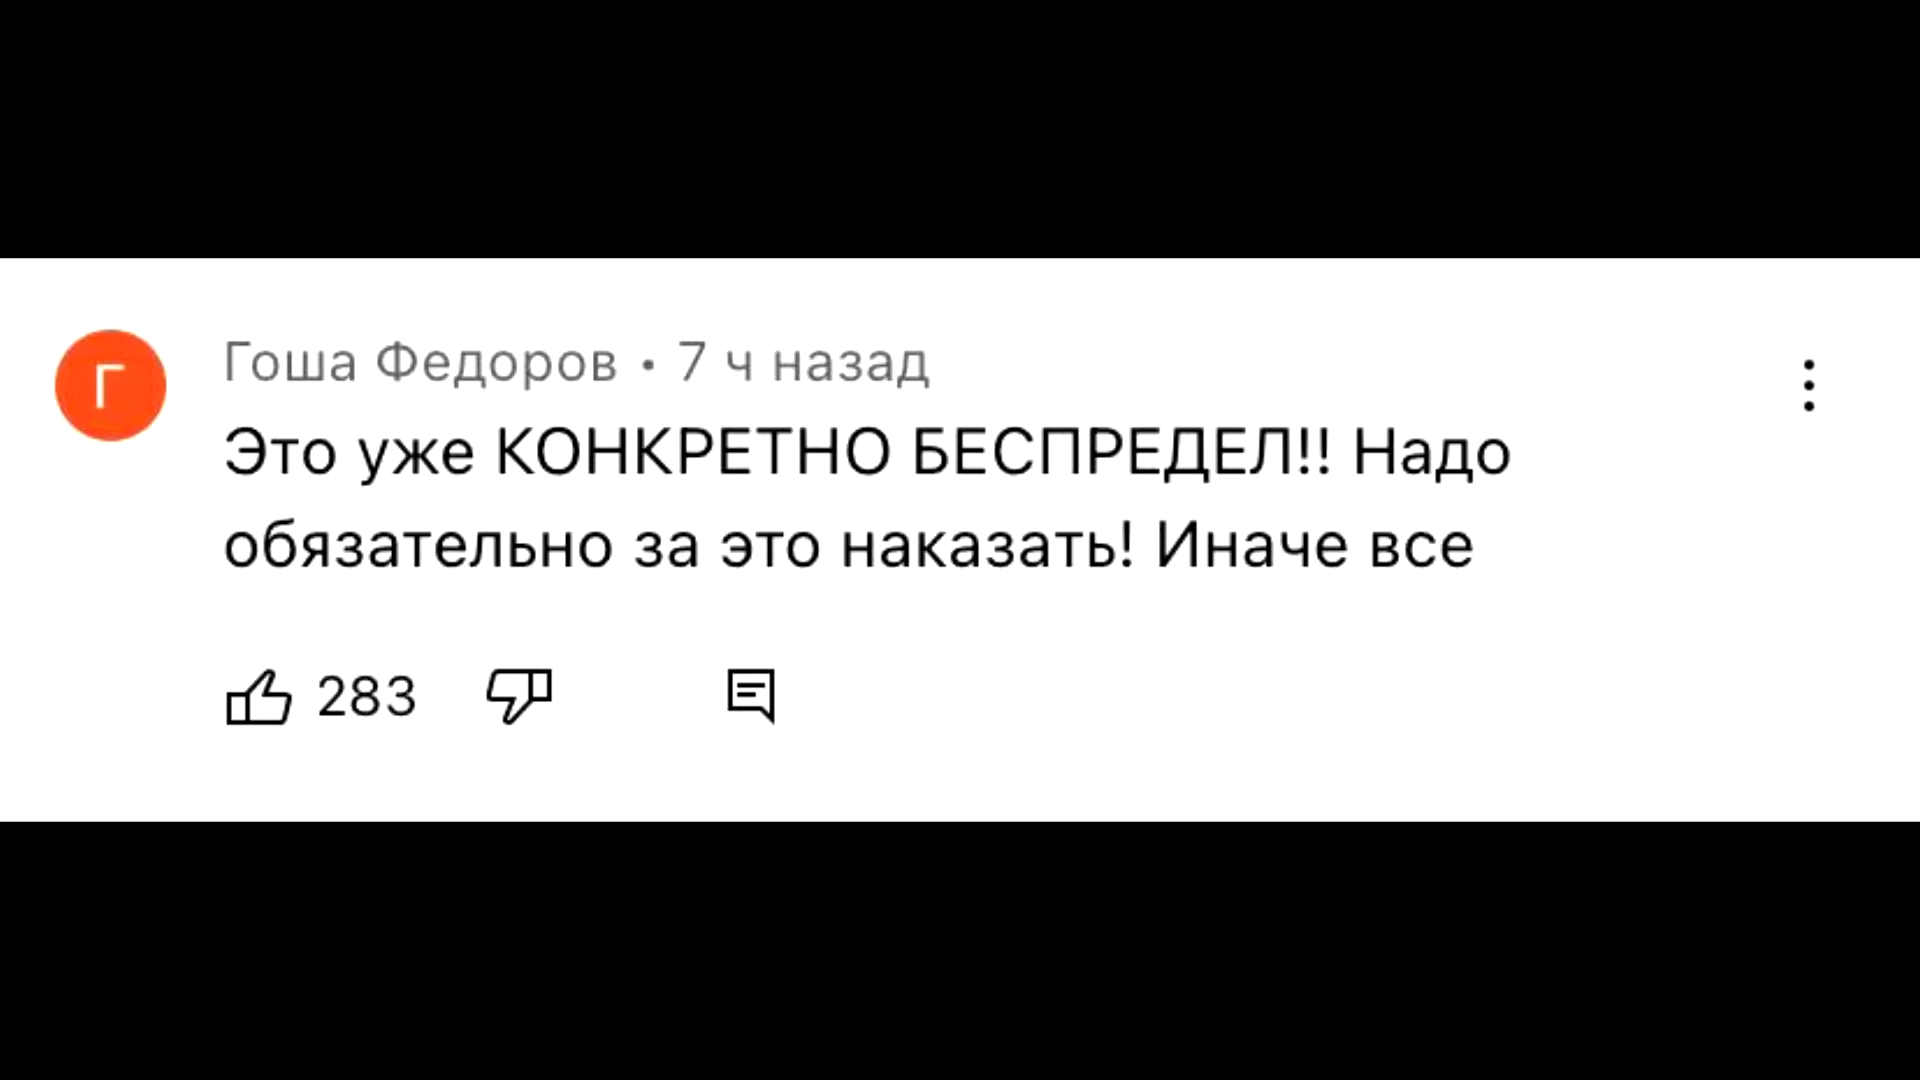 Г
Гоша Федоров • 7 ч назад
Это уже КОНКРЕТНО БЕСПРЕДЕЛ!! Надо
обязательно за это наказать! Иначе все
283